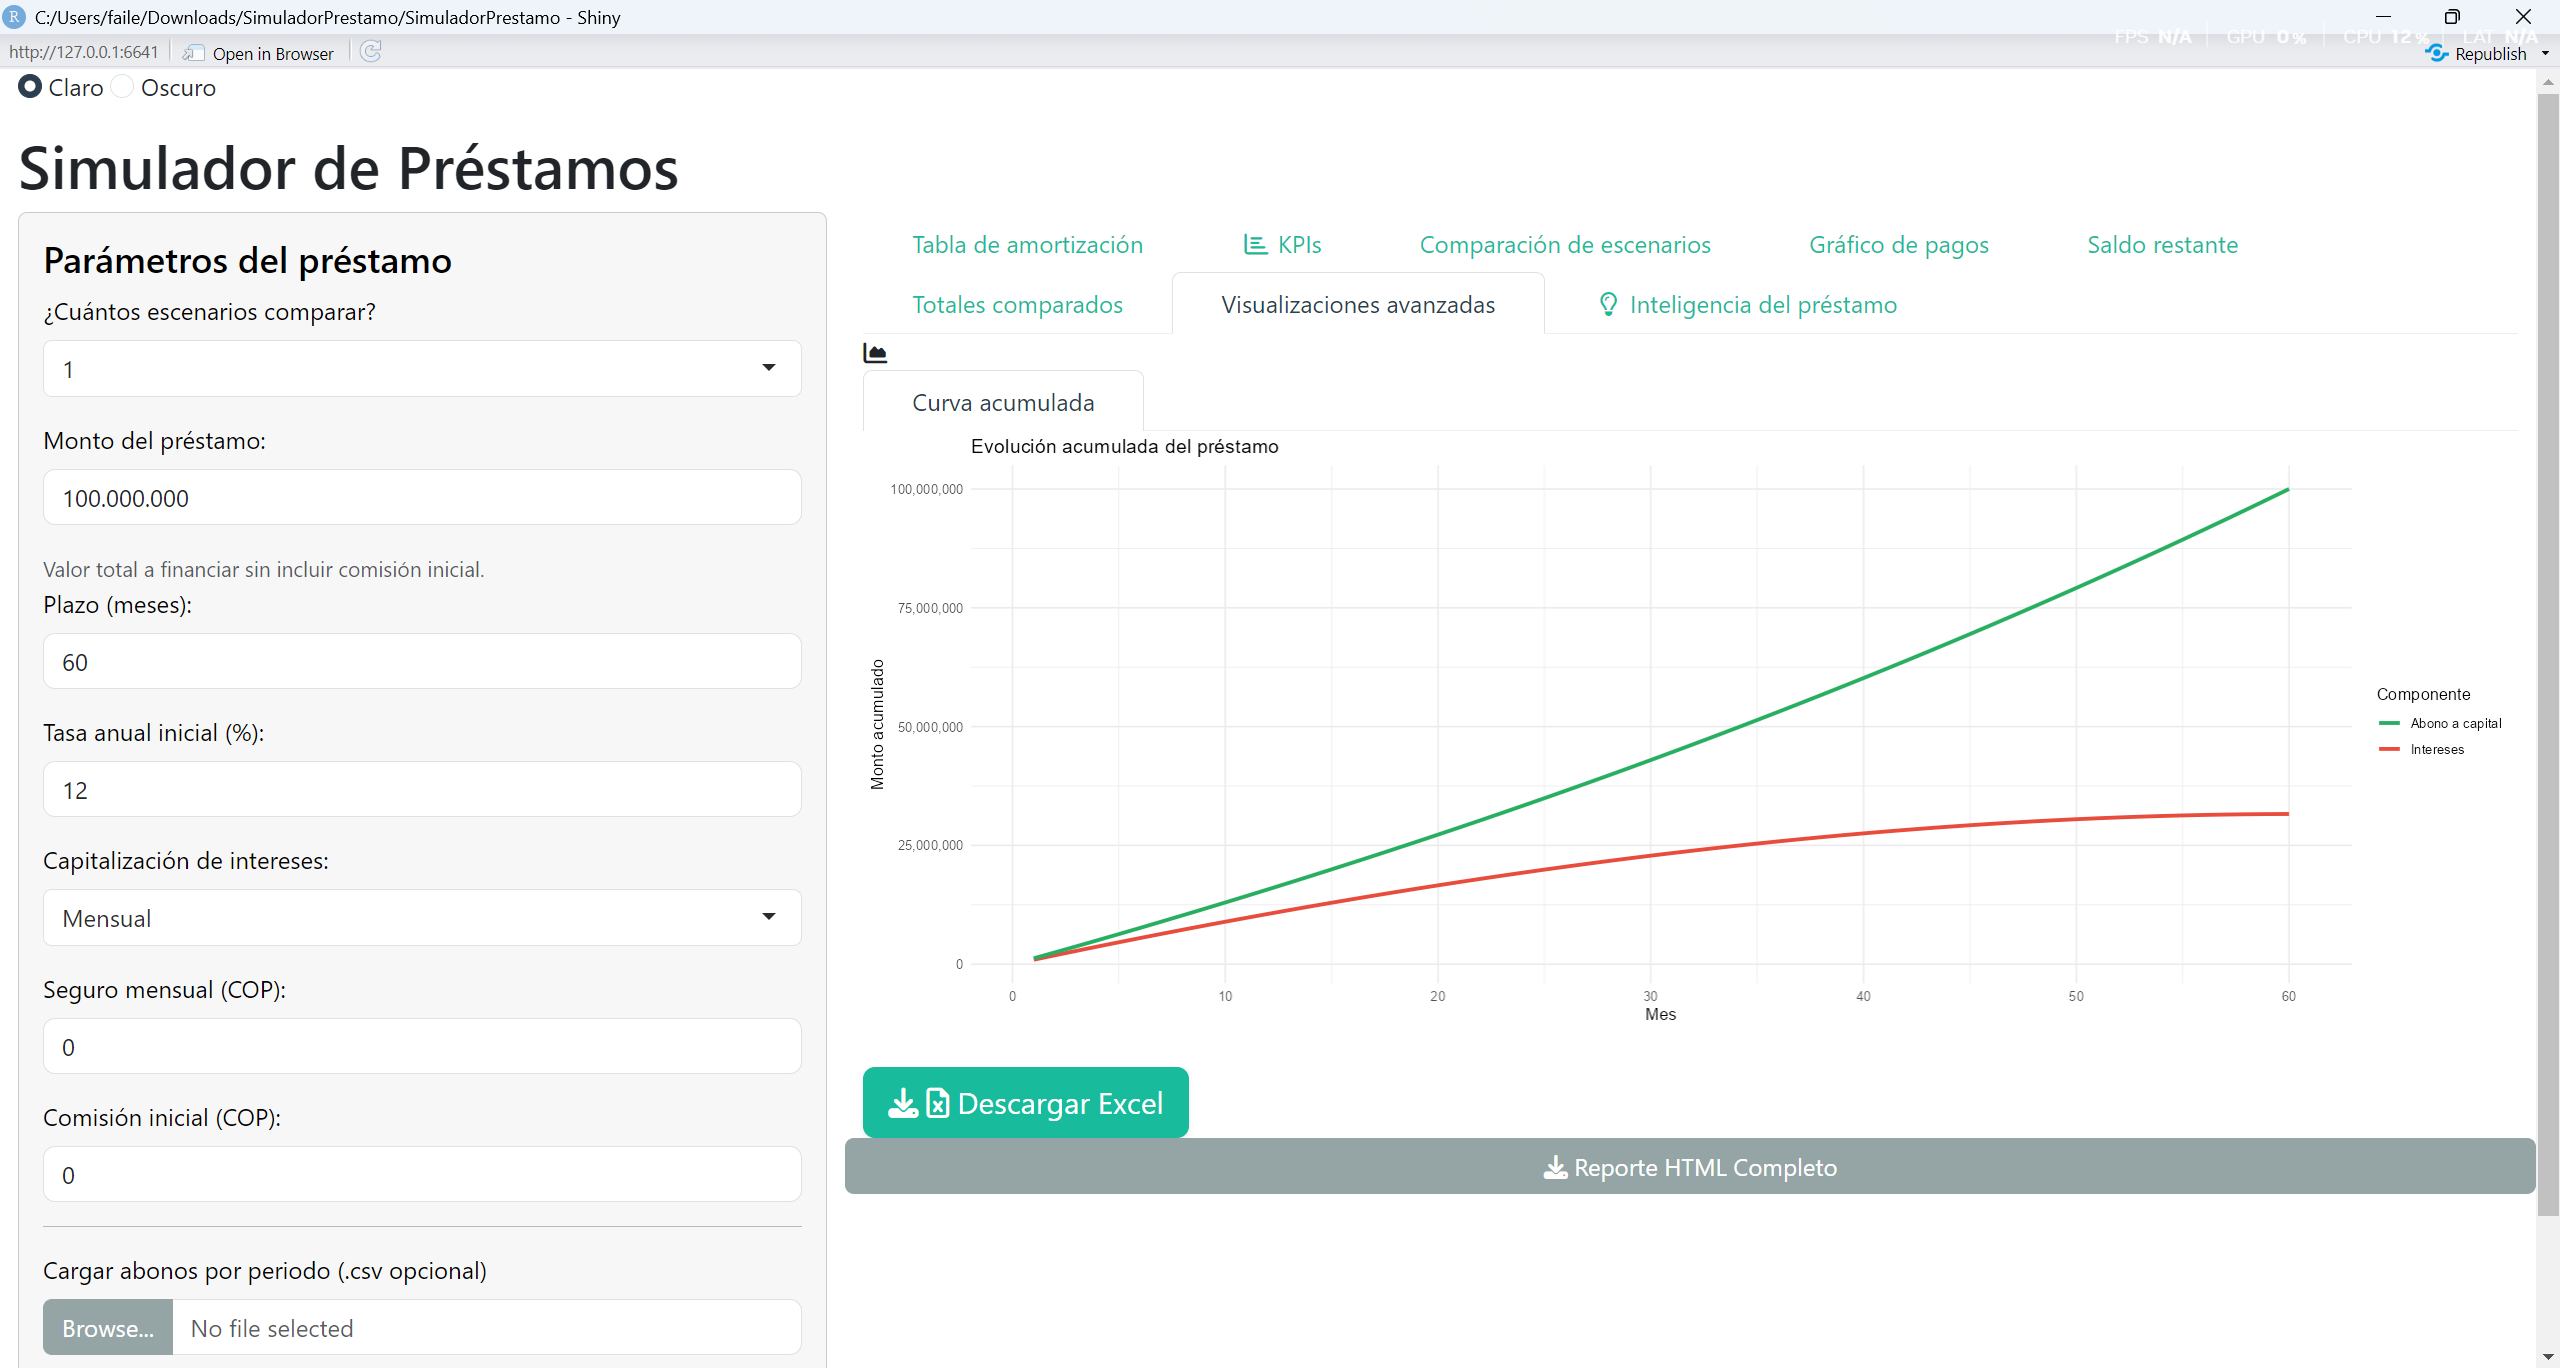 C:/Users/faile/Downloads/SimuladorPrestamo/SimuladorPrestamo - Shiny
FPS N/A GPU 0% CPU 12% LAT N/A
http://127.0.0.1:6641 Open in Browser Republish
Claro Oscuro
Simulador de Préstamos
Parámetros del préstamo
¿Cuántos escenarios comparar?
1
Monto del préstamo:
100.000.000
Valor total a financiar sin incluir comisión inicial.
Plazo (meses):
60
Tasa anual inicial (%):
12
Capitalización de intereses:
Mensual
Seguro mensual (COP):
0
Comisión inicial (COP):
0
Cargar abonos por periodo (.csv opcional)
Browse... No file selected
Tabla de amortización KPIs Comparación de escenarios Gráfico de pagos Saldo restante
Totales comparados Visualizaciones avanzadas Inteligencia del préstamo
Curva acumulada
Evolución acumulada del préstamo
100,000,000
75,000,000
50,000,000
25,000,000
0
Monto acumulado
0 10 20 30 40 50 60
Mes
Componente
Abono a capital
Intereses
Descargar Excel
Reporte HTML Completo